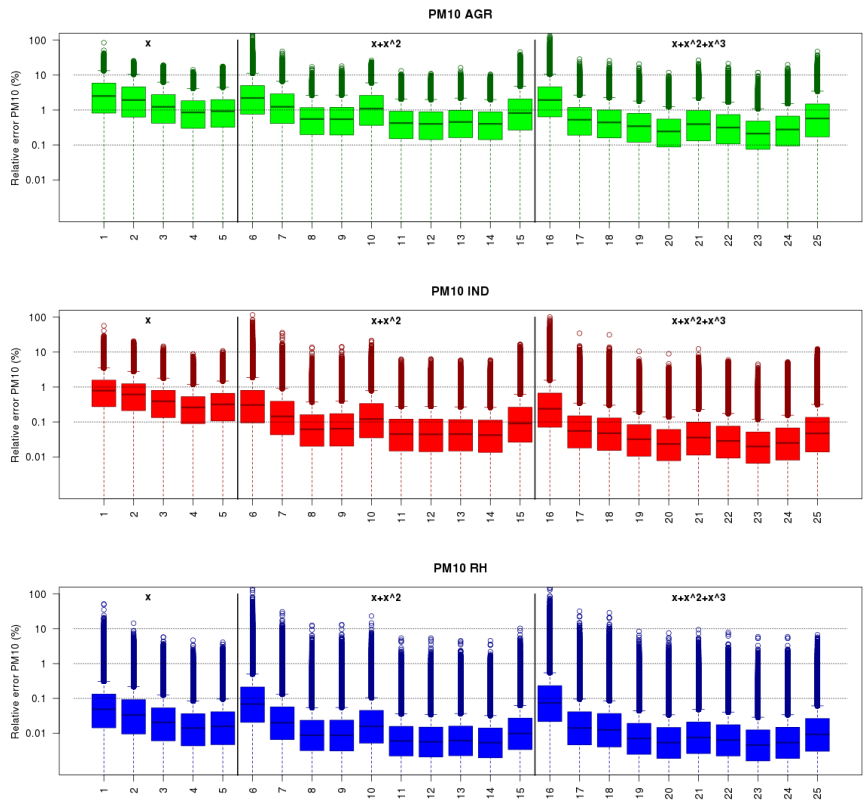 PM10 AGR
Relative error PM10 (%)
100
10
1
0.1
0.01
x
x+x^2
x+x^2+x^3
1 2 3 4 5 6 7 8 9 10 11 12 13 14 15 16 17 18 19 20 21 22 23 24 25
PM10 IND
Relative error PM10 (%)
100
10
1
0.1
0.01
x
x+x^2
x+x^2+x^3
1 2 3 4 5 6 7 8 9 10 11 12 13 14 15 16 17 18 19 20 21 22 23 24 25
PM10 RH
Relative error PM10 (%)
100
10
1
0.1
0.01
x
x+x^2
x+x^2+x^3
1 2 3 4 5 6 7 8 9 10 11 12 13 14 15 16 17 18 19 20 21 22 23 24 25